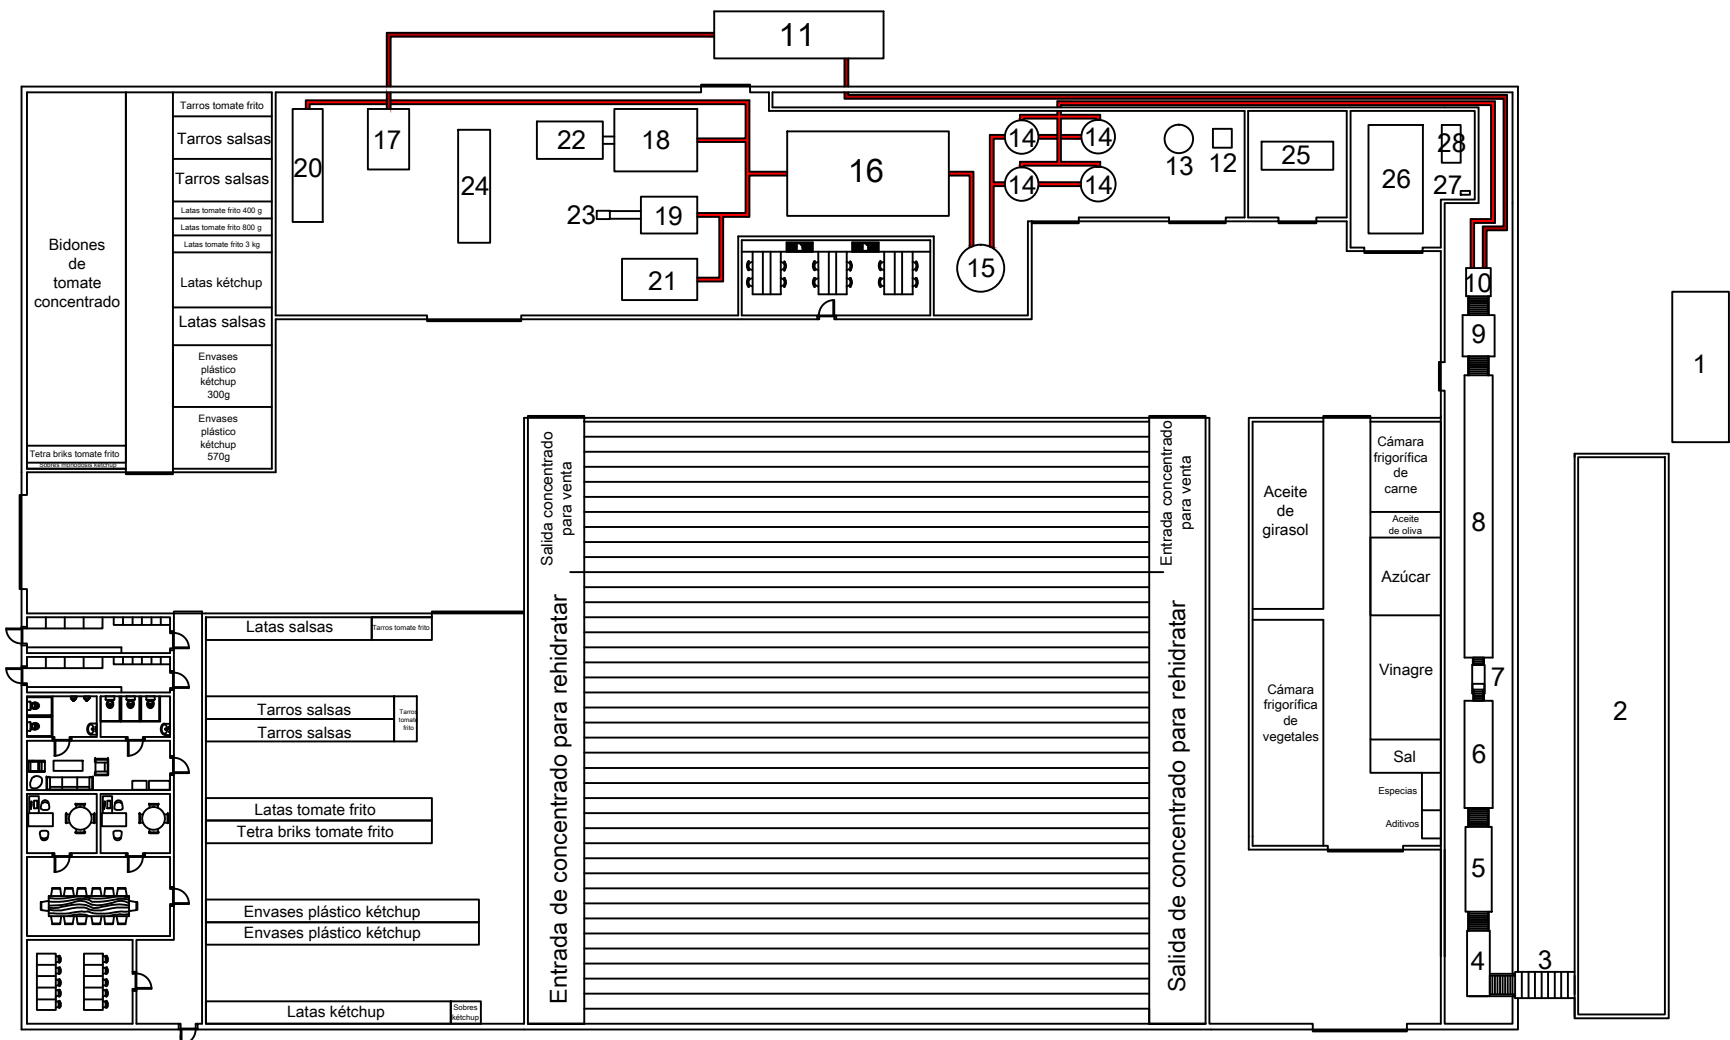 11
Tarros tomate frito
Tarros salsas
Tarros salsas
Latas tomate frito 400 g
Latas tomate frito 800 g
Latas tomate frito 3 kg
Latas kétchup
Latas salsas
Envases
plástico
kétchup
300g
Envases
plástico
kétchup
570g
Bidones
de
tomate
concentrado
Tetra briks tomate frito
Sobres monodosis kétchup
20
17
24
22
18
23
19
21
16
14
14
14
14
15
13
12
25
26
28
27
10
9
8
7
6
5
4
3
2
1
Salida concentrado
para venta
Entrada de concentrado para rehidratar
Entrada concentrado
para venta
Salida de concentrado para rehidratar
Aceite
de
girasol
Cámara
frigorífica
de
vegetales
Cámara
frigorífica
de
carne
Aceite
de oliva
Azúcar
Vinagre
Sal
Especias
Aditivos
Latas salsas
Tarros tomate frito
Tarros salsas
Tarros salsas
Tarros
tomate
frito
Latas tomate frito
Tetra briks tomate frito
Envases plástico kétchup
Envases plástico kétchup
Latas kétchup
Sobres
kétchup